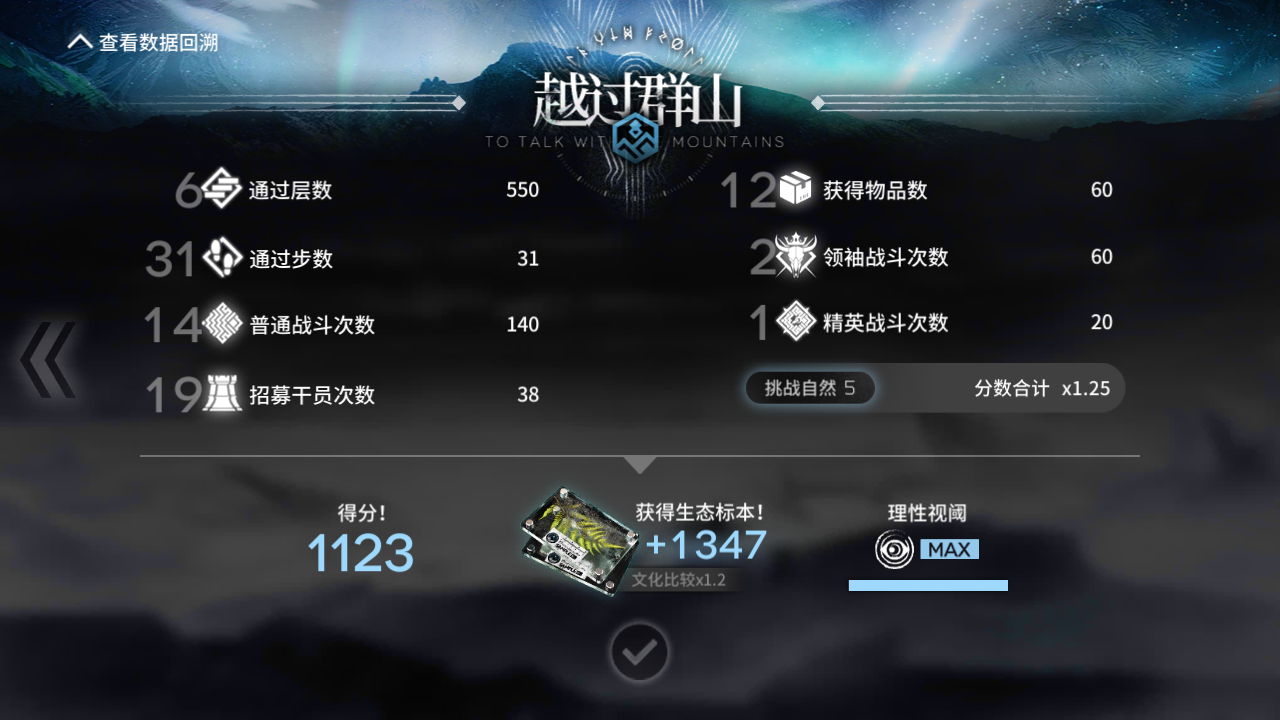 查看数据回溯
越过群山
TO TALK WIT MOUNTAINS
6 通过层数 550
31 通过步数 31
14 普通战斗次数 140
19 招募干员次数 38
12 获得物品数 60
2 领袖战斗次数 60
1 精英战斗次数 20
挑战自然 5 分数合计 x1.25
得分!
1123
获得生态标本!
+1347
文化比较x1.2
理性视阈
MAX